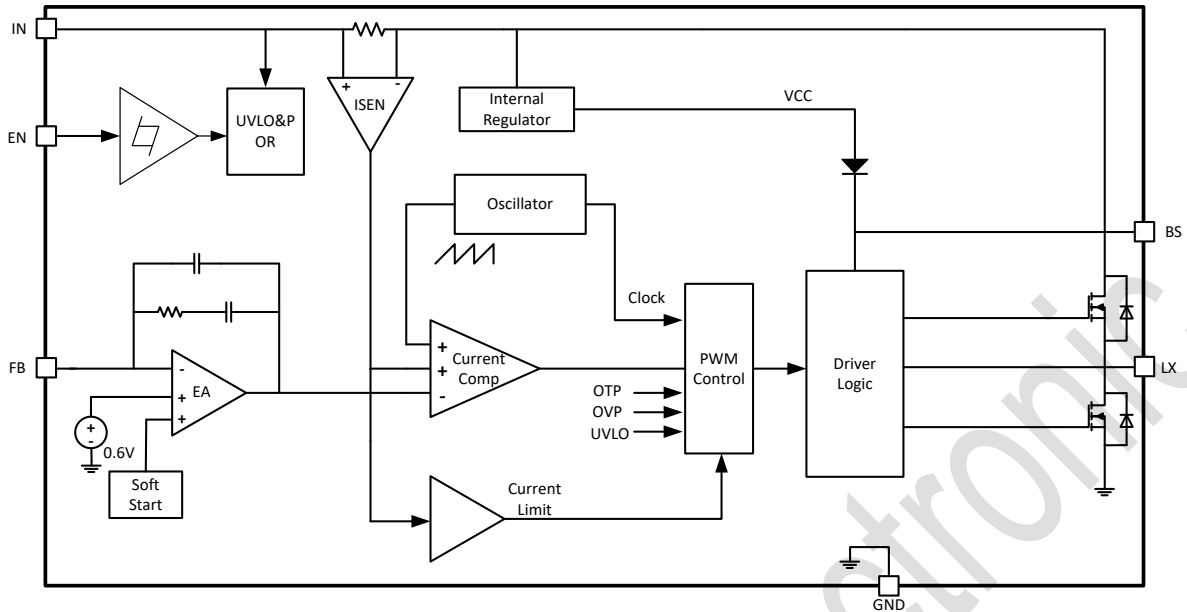 IN
+
-
ISEN
Internal
Regulator
VCC
UVLO&P
OR
EN
Oscillator
BS
Clock
FB
-
EA
+
+
+
-
0.6V
Soft
Start
+
+
-
Current
Comp
PWM
Control
Driver
Logic
LX
OTP
OVP
UVLO
Current
Limit
GND
ctronic